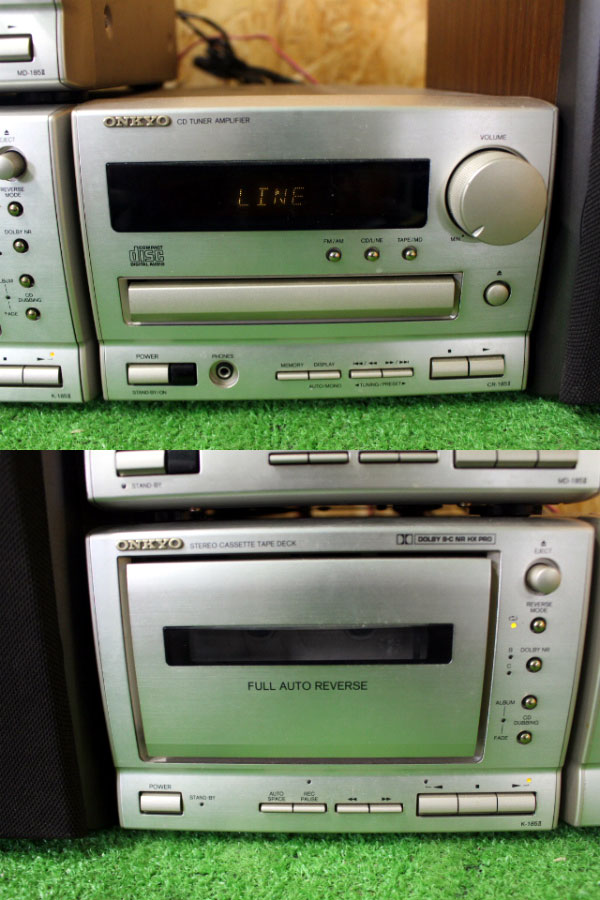 MD-185II
ONKYO CD TUNER AMPLIFIER
VOLUME
EJECT
REVERSE
MODE
LINE
DOLBY NR
COMPACT
disc
DIGITAL AUDIO
FM/AM CD/LINE TAPE/MD
MIN
CD
DUBBING
FADE
POWER
PHONES
MEMORY DISPLAY
STAND-BY/ON
AUTO/MONO
TUNING/PRESET
K-185II
CR-185II
STAND-BY
MD-185II
ONKYO STEREO CASSETTE TAPE DECK
DOLBY B-C NR HX PRO
EJECT
REVERSE
MODE
B
DOLBY NR
C
FULL AUTO REVERSE
ALBUM
CD
DUBBING
FADE
POWER
STAND-BY
AUTO
SPACE
REC
PAUSE
K-185II